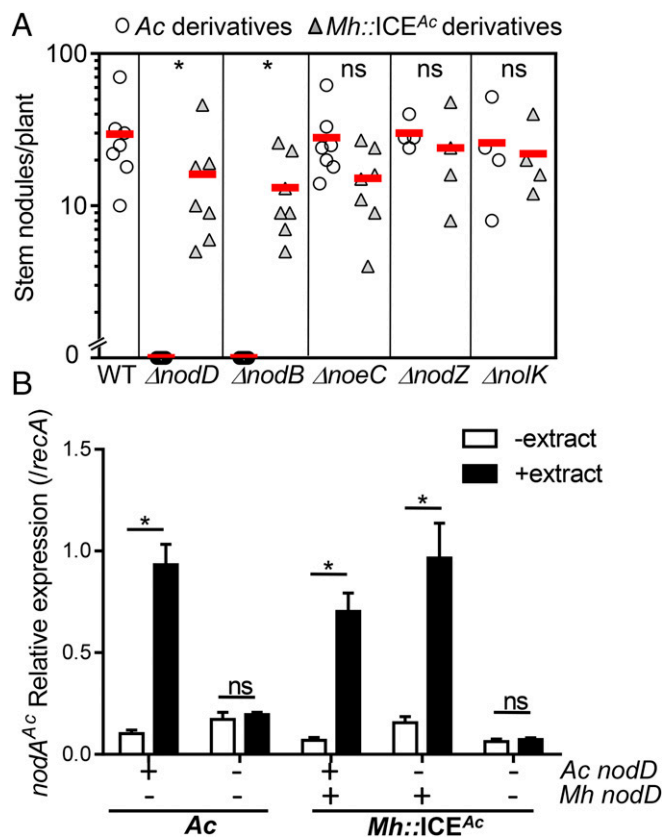 A
Ac derivatives Mh::ICE^Ac derivatives
100
* * ns ns ns
Stem nodules/plant
10
0
WT ΔnodD ΔnodB ΔnoeC ΔnodZ ΔnolK
B
-extract
+extract
nodA^Ac Relative expression (/recA)
1.5
1.0
0.5
0.0
* ns * * ns
+ - + - - Ac nodD
- - + + - Mh nodD
Ac Mh::ICE^Ac